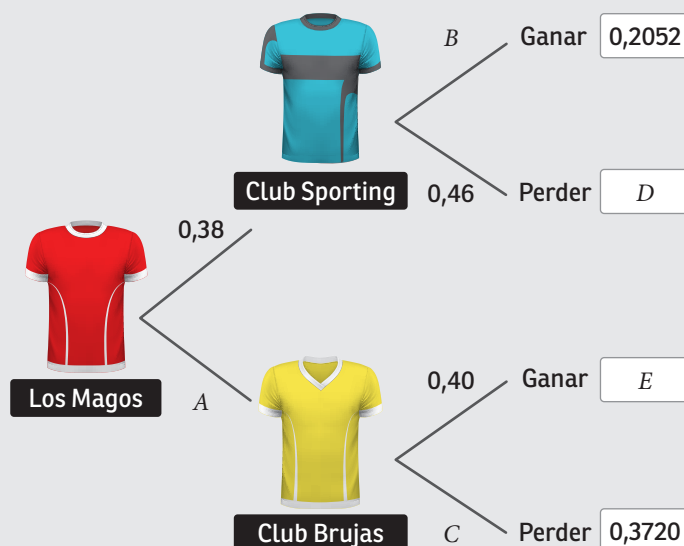 B Ganar 0,2052
Club Sporting 0,46 Perder D
0,38
Los Magos A
0,40 Ganar E
Club Brujas C Perder 0,3720